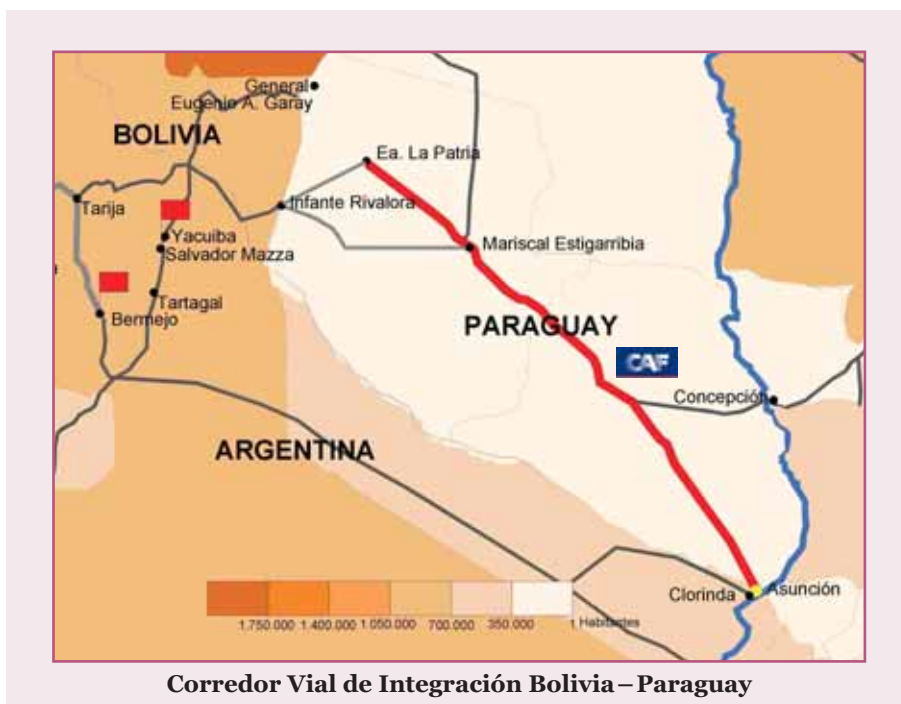 General
Eugenio A. Garay
BOLIVIA
Ea. La Patria
Tarija
Infante Rivalora
Yacuiba
Mariscal Estigarribia
Salvador Mazza
Tartagal
Bermejo
PARAGUAY
CAF
Concepción
ARGENTINA
Clorinda
Asunción
1.750.000 1.400.000 1.050.000 700.000 350.000 1 Habitantes
Corredor Vial de Integración Bolivia–Paraguay